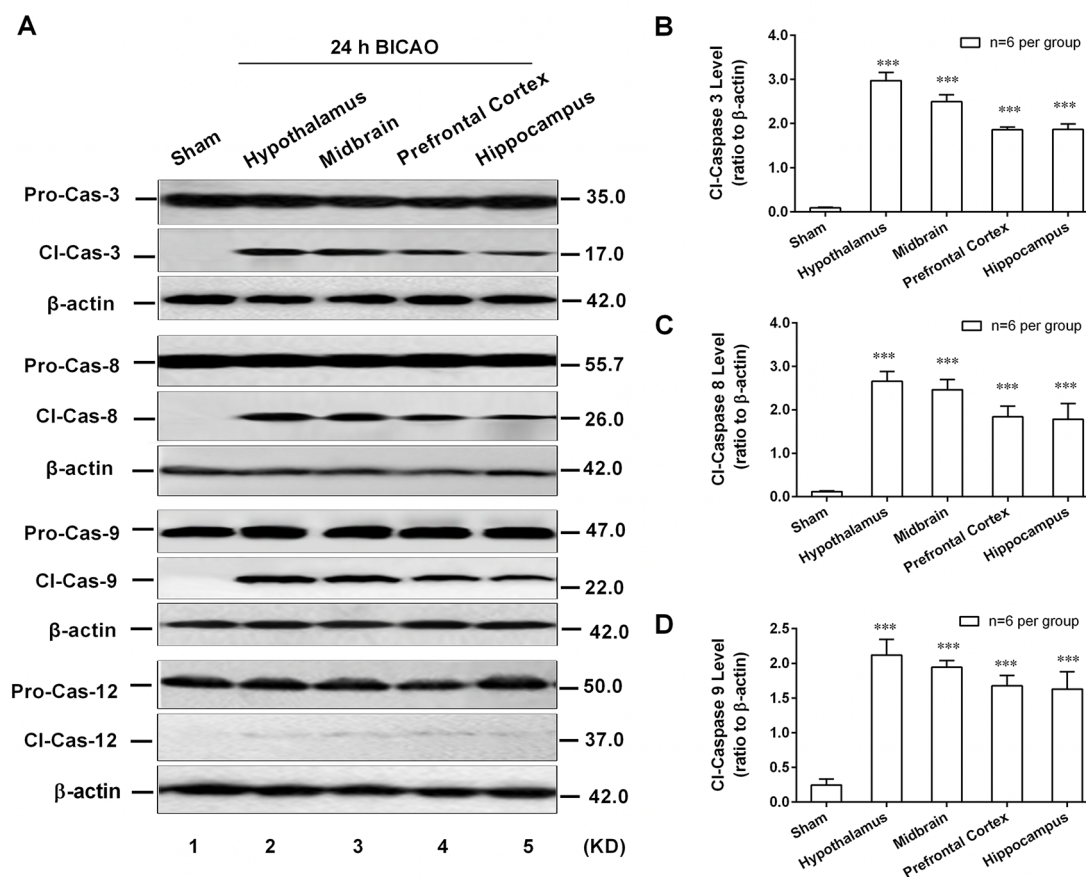 A
24 h BICAO
Sham
Hypothalamus
Midbrain
Prefrontal Cortex
Hippocampus
Pro-Cas-3
35.0
Cl-Cas-3
17.0
β-actin
42.0
Pro-Cas-8
55.7
Cl-Cas-8
26.0
β-actin
42.0
Pro-Cas-9
47.0
Cl-Cas-9
22.0
β-actin
42.0
Pro-Cas-12
50.0
Cl-Cas-12
37.0
β-actin
42.0
1 2 3 4 5 (KD)
B
n=6 per group
Cl-Caspase 3 Level
(ratio to β-actin)
4.0
3.0
2.0
1.0
0.0
***
***
***
***
Sham
Hypothalamus
Midbrain
Prefrontal Cortex
Hippocampus
C
n=6 per group
Cl-Caspase 8 Level
(ratio to β-actin)
4.0
3.0
2.0
1.0
0.0
***
***
***
***
Sham
Hypothalamus
Midbrain
Prefrontal Cortex
Hippocampus
D
n=6 per group
Cl-Caspase 9 Level
(ratio to β-actin)
2.5
2.0
1.5
1.0
0.5
0.0
***
***
***
***
Sham
Hypothalamus
Midbrain
Prefrontal Cortex
Hippocampus